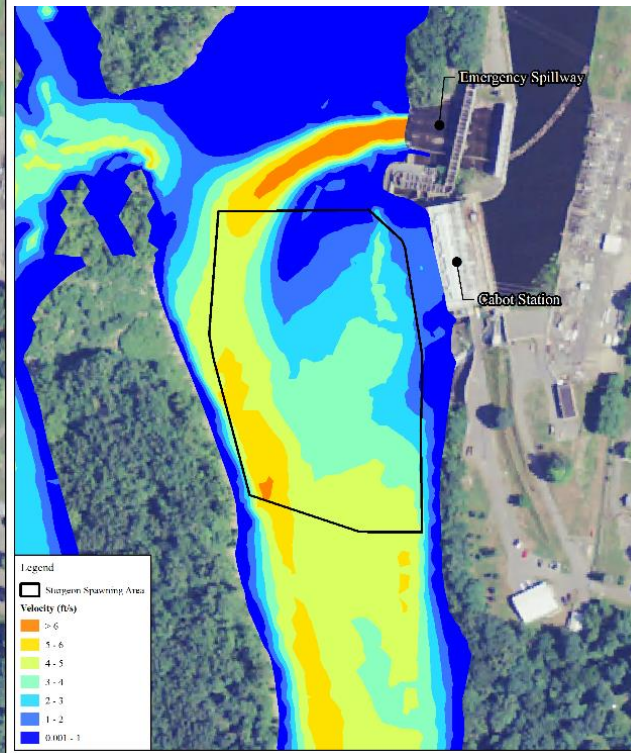 Emergency Spillway
Cabot Station
Legend
Sturgeon Spawning Area
Velocity (ft/s)
> 6
5 - 6
4 - 5
3 - 4
2 - 3
1 - 2
0.001 - 1